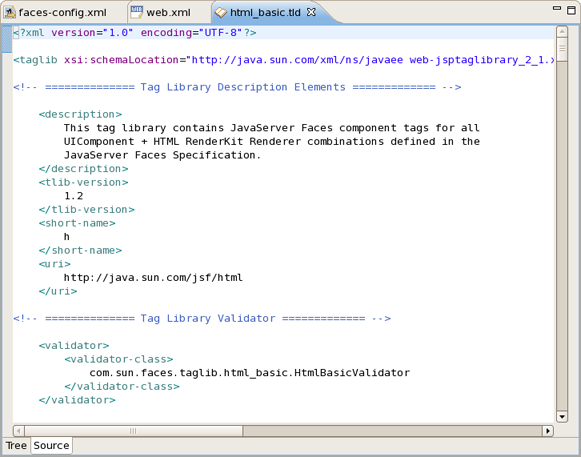 faces-config.xml web.xml html_basic.tld
<?xml version="1.0" encoding="UTF-8"?>
<taglib xsi:schemaLocation="http://java.sun.com/xml/ns/javaee web-jsptaglibrary_2_1.x
<!-- ============== Tag Library Description Elements ============= -->
<description>
This tag library contains JavaServer Faces component tags for all
UIComponent + HTML RenderKit Renderer combinations defined in the
JavaServer Faces Specification.
</description>
<tlib-version>
1.2
</tlib-version>
<short-name>
h
</short-name>
<uri>
http://java.sun.com/jsf/html
</uri>
<!-- ============== Tag Library Validator ============= -->
<validator>
<validator-class>
com.sun.faces.taglib.html_basic.HtmlBasicValidator
</validator-class>
</validator>
Tree Source